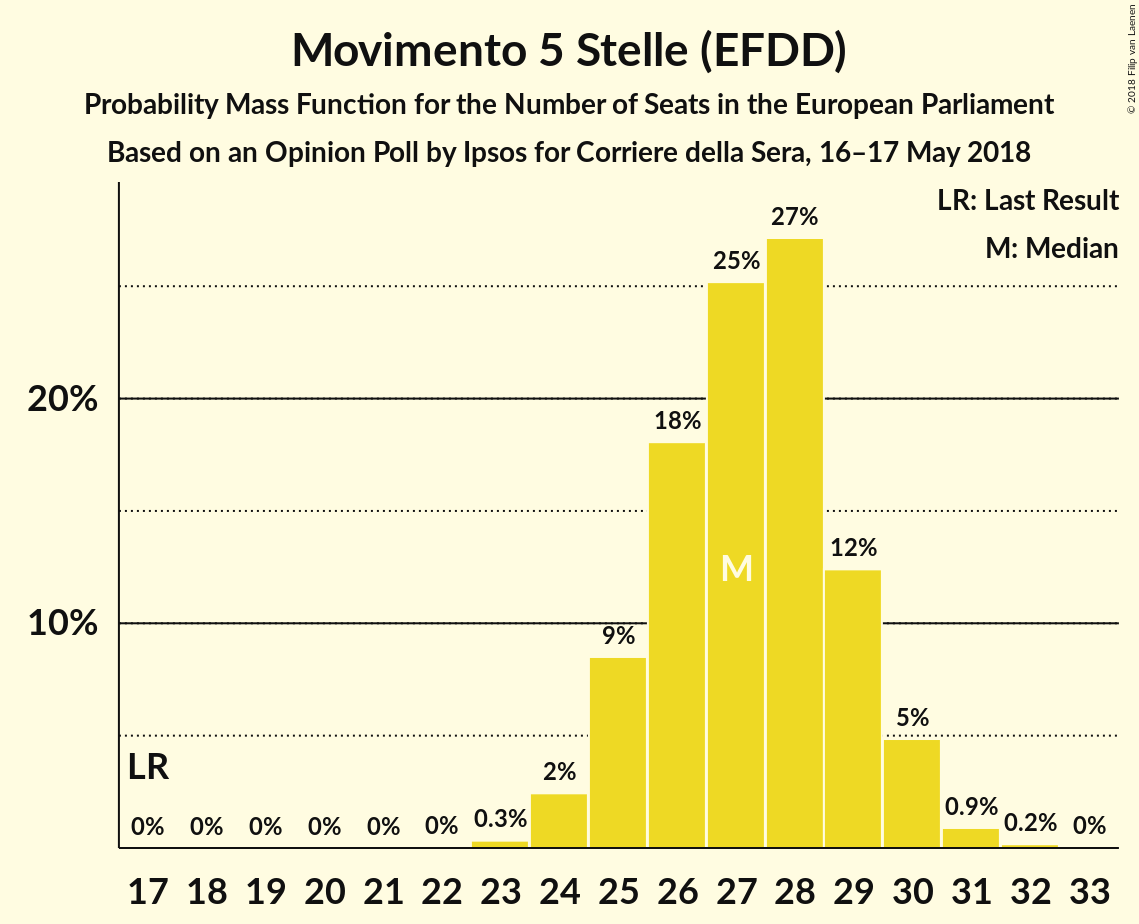 Movimento 5 Stelle (EFDD)
Probability Mass Function for the Number of Seats in the European Parliament
Based on an Opinion Poll by Ipsos for Corriere della Sera, 16–17 May 2018
© 2018 Filip van Laenen
LR: Last Result
M: Median
20%
10%
0% 0% 0% 0% 0% 0% 0.3% 2% 9% 18% 25% 27% 12% 5% 0.9% 0.2% 0%
LR
M
17 18 19 20 21 22 23 24 25 26 27 28 29 30 31 32 33